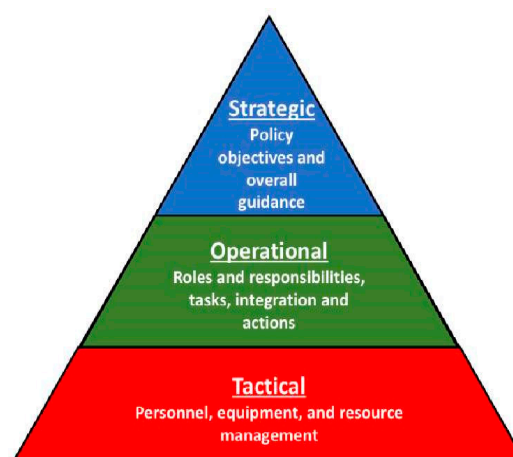 Strategic
Policy
objectives and
overall
guidance
Operational
Roles and responsibilities,
tasks, integration and
actions
Tactical
Personnel, equipment, and resource
management